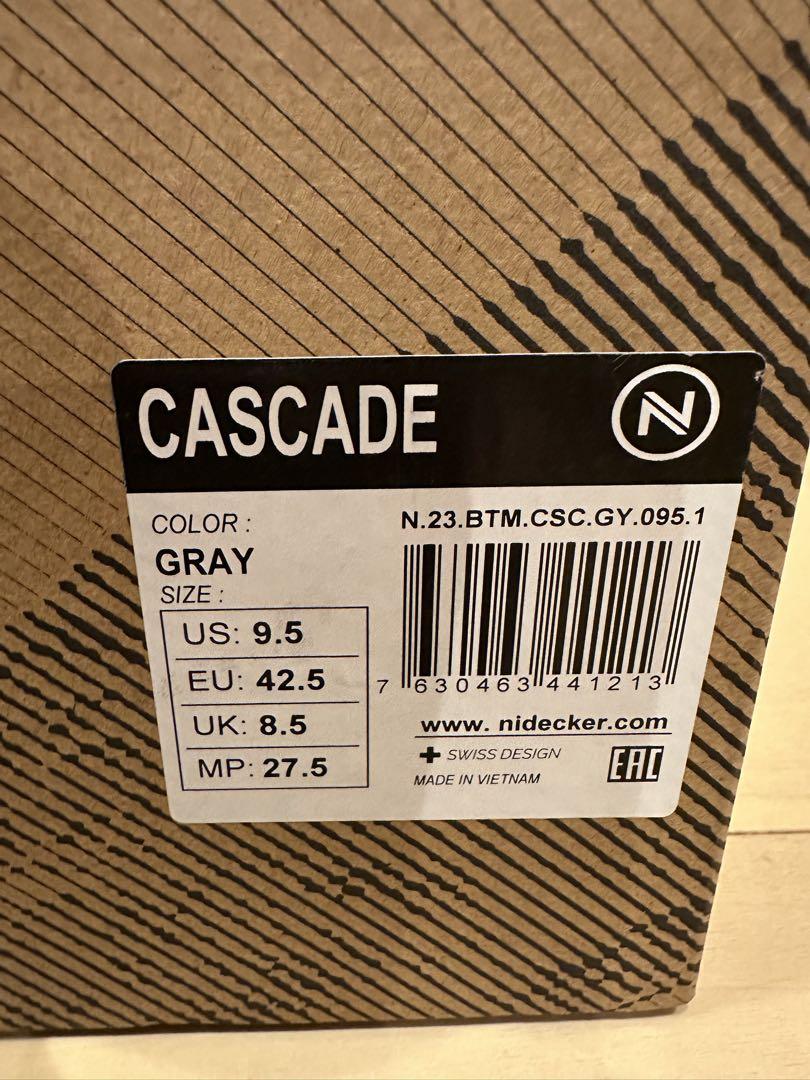 CASCADE
N
COLOR :
GRAY
SIZE :
US: 9.5
EU: 42.5
UK: 8.5
MP: 27.5
N.23.BTM.CSC.GY.095.1
7 630463 441213
www. nidecker.com
+ SWISS DESIGN
MADE IN VIETNAM
EAC